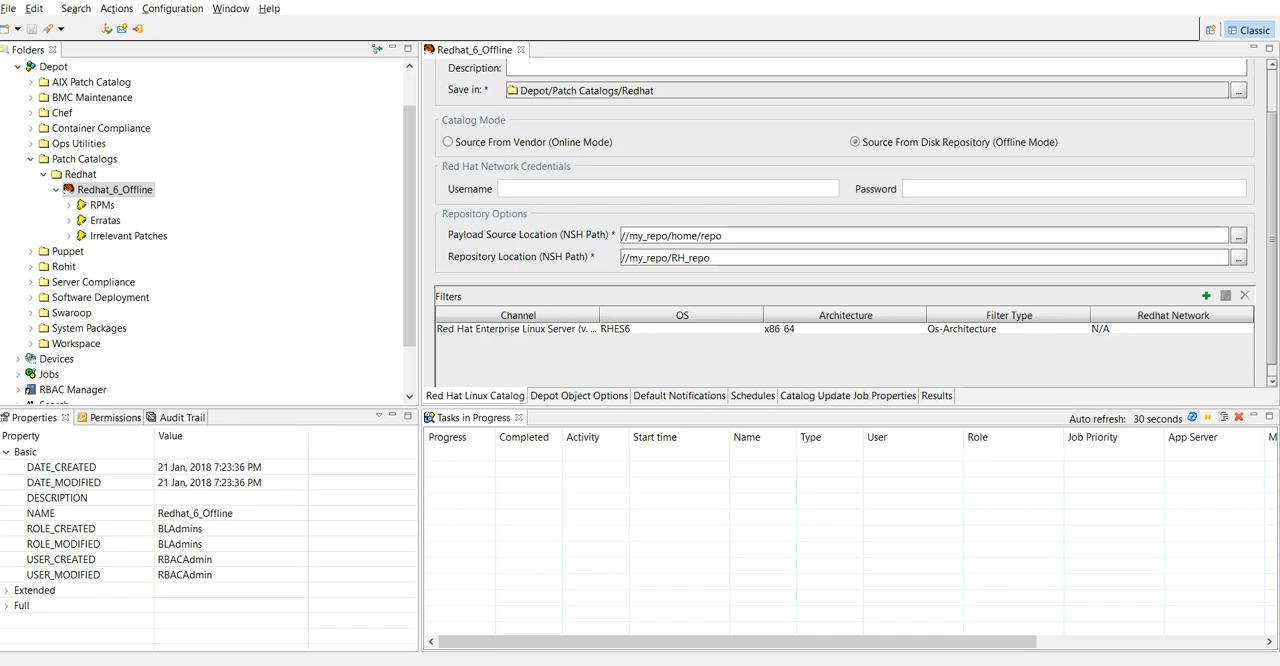 File Edit Search Actions Configuration Window Help
Classic
Folders
Depot
AIX Patch Catalog
BMC Maintenance
Chef
Container Compliance
Ops Utilities
Patch Catalogs
Redhat
Redhat_6_Offline
RPMs
Erratas
Irrelevant Patches
Puppet
Rohit
Server Compliance
Software Deployment
Swaroop
System Packages
Workspace
Devices
Jobs
RBAC Manager
Redhat_6_Offline
Description:
Save in: * Depot/Patch Catalogs/Redhat ...
Catalog Mode
Source From Vendor (Online Mode) Source From Disk Repository (Offline Mode)
Red Hat Network Credentials
Username Password
Repository Options
Payload Source Location (NSH Path) * //my_repo/home/repo ...
Repository Location (NSH Path) * //my_repo/RH_repo ...
Filters
Channel OS Architecture Filter Type Redhat Network
Red Hat Enterprise Linux Server (v. ... RHES6 x86_64 Os-Architecture N/A
Red Hat Linux Catalog Depot Object Options Default Notifications Schedules Catalog Update Job Properties Results
Properties Permissions Audit Trail
Property Value
Basic
DATE_CREATED 21 Jan, 2018 7:23:36 PM
DATE_MODIFIED 21 Jan, 2018 7:23:36 PM
DESCRIPTION
NAME Redhat_6_Offline
ROLE_CREATED BLAdmins
ROLE_MODIFIED BLAdmins
USER_CREATED RBACAdmin
USER_MODIFIED RBACAdmin
Extended
Full
Tasks in Progress Auto refresh: 30 seconds
Progress Completed Activity Start time Name Type User Role Job Priority App Server M